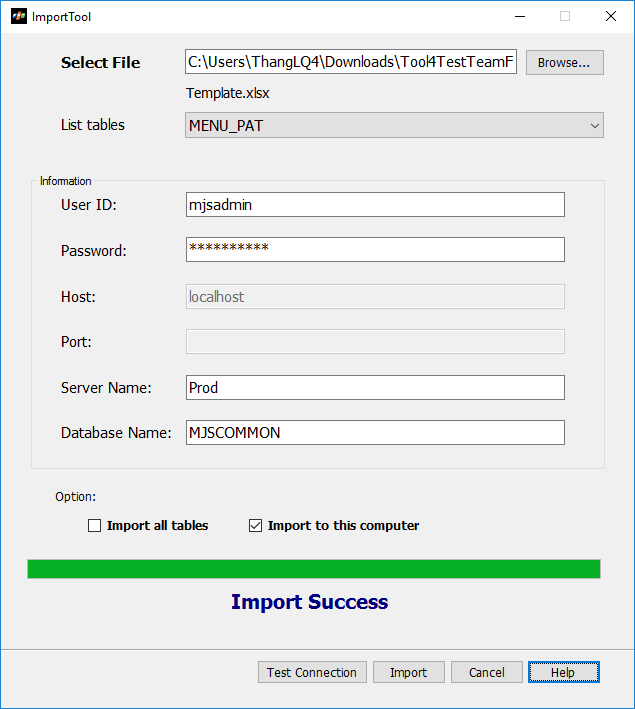 ImportTool
Select File C:\Users\ThangLQ4\Downloads\Tool4TestTeamF Browse...
Template.xlsx
List tables MENU_PAT
Information
User ID: mjsadmin
Password: **********
Host: localhost
Port:
Server Name: Prod
Database Name: MJSCOMMON
Option:
Import all tables Import to this computer
Import Success
Test Connection Import Cancel Help